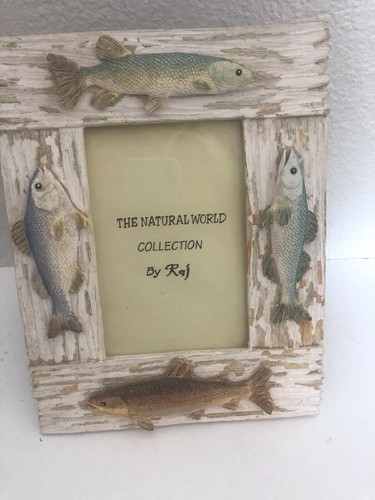 THE NATURAL WORLD
COLLECTION
By Raj